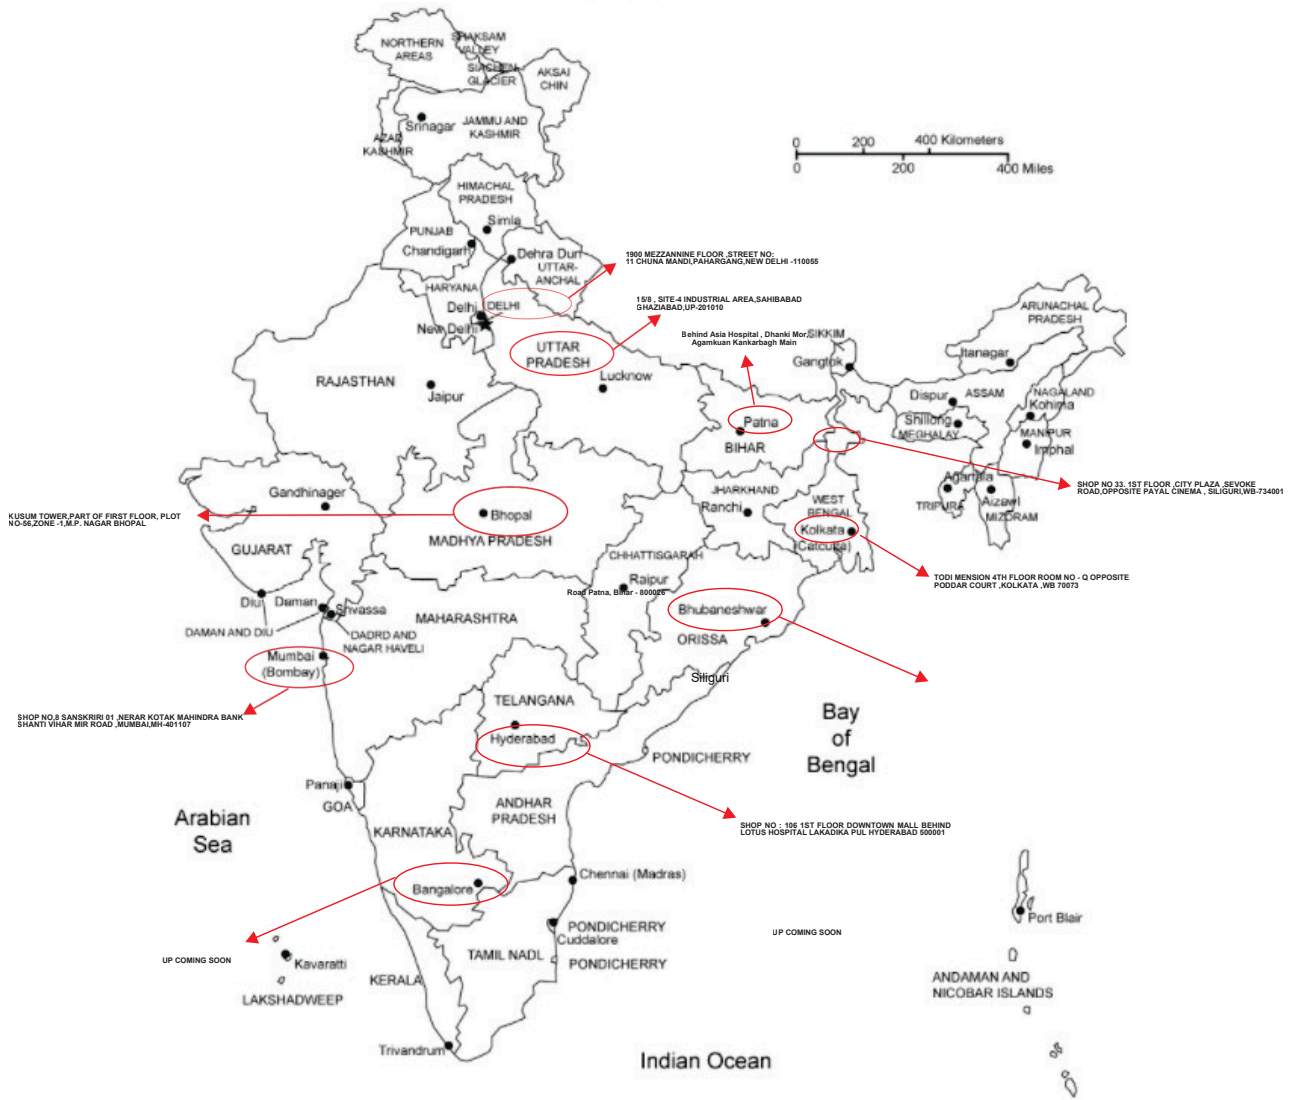 NORTHERN
AREAS
SHAKSAM
VALLEY
SIACHEN
GLACIER
AKSAI
CHIN
Srinagar
JAMMU AND
KASHMIR
AZAD
KASHMIR
0 200 400 Kilometers
0 200 400 Miles
HIMACHAL
PRADESH
Simla
PUNJAB
Chandigarh
Dehra Dun
UTTAR-
ANCHAL
1900 MEZZANNINE FLOOR ,STREET NO:
11 CHUNA MANDI,PAHARGANG,NEW DELHI -110055
HARYANA
Delhi
DELHI
New Delhi
15/8 , SITE-4 INDUSTRIAL AREA,SAHIBABAD
GHAZIABAD,UP-201010
ARUNACHAL
PRADESH
Behind Asia Hospital , Dhanki Mor,
Agamkuan Kankarbagh Main
SIKKIM
Gangtok
Itanagar
UTTAR
PRADESH
Lucknow
RAJASTHAN
Jaipur
Dispur
ASSAM
NAGALAND
Kohima
Shillong
MEGHALAY
MANIPUR
Imphal
Patna
BIHAR
Gandhinager
JHARKHAND
Ranchi
WEST
BENGAL
Agartala
TRIPURA
Aizawl
MIZORAM
SHOP NO 33. 1ST FLOOR ,CITY PLAZA ,SEVOKE
ROAD,OPPOSITE PAYAL CINEMA , SILIGURI,WB-734001
KUSUM TOWER,PART OF FIRST FLOOR, PLOT
NO-56,ZONE -1,M.P. NAGAR BHOPAL
Bhopal
MADHYA PRADESH
Kolkata
(Calcutta)
GUJARAT
CHHATTISGARAH
Raipur
Road Patna, Bihar - 800026
TODI MENSION 4TH FLOOR ROOM NO - Q OPPOSITE
PODDAR COURT ,KOLKATA ,WB 70073
Diu
Daman
Shvassa
DAMAN AND DIU
DADRD AND
NAGAR HAVELI
MAHARASHTRA
Bhubaneshwar
ORISSA
Mumbai
(Bombay)
Siliguri
TELANGANA
SHOP NO,8 SANSKRIRI 01 ,NERAR KOTAK MAHINDRA BANK
SHANTI VIHAR MIR ROAD ,MUMBAI,MH-401107
Hyderabad
Bay
of
Bengal
PONDICHERRY
Panaji
GOA
Arabian
Sea
ANDHAR
PRADESH
KARNATAKA
SHOP NO : 106 1ST FLOOR DOWNTOWN MALL BEHIND
LOTUS HOSPITAL LAKADIKA PUL HYDERABAD 500001
Bangalore
Chennai (Madras)
Port Blair
PONDICHERRY
Cuddalore
UP COMING SOON
UP COMING SOON
Kavaratti
LAKSHADWEEP
TAMIL NADL
PONDICHERRY
KERALA
ANDAMAN AND
NICOBAR ISLANDS
Trivandrum
Indian Ocean